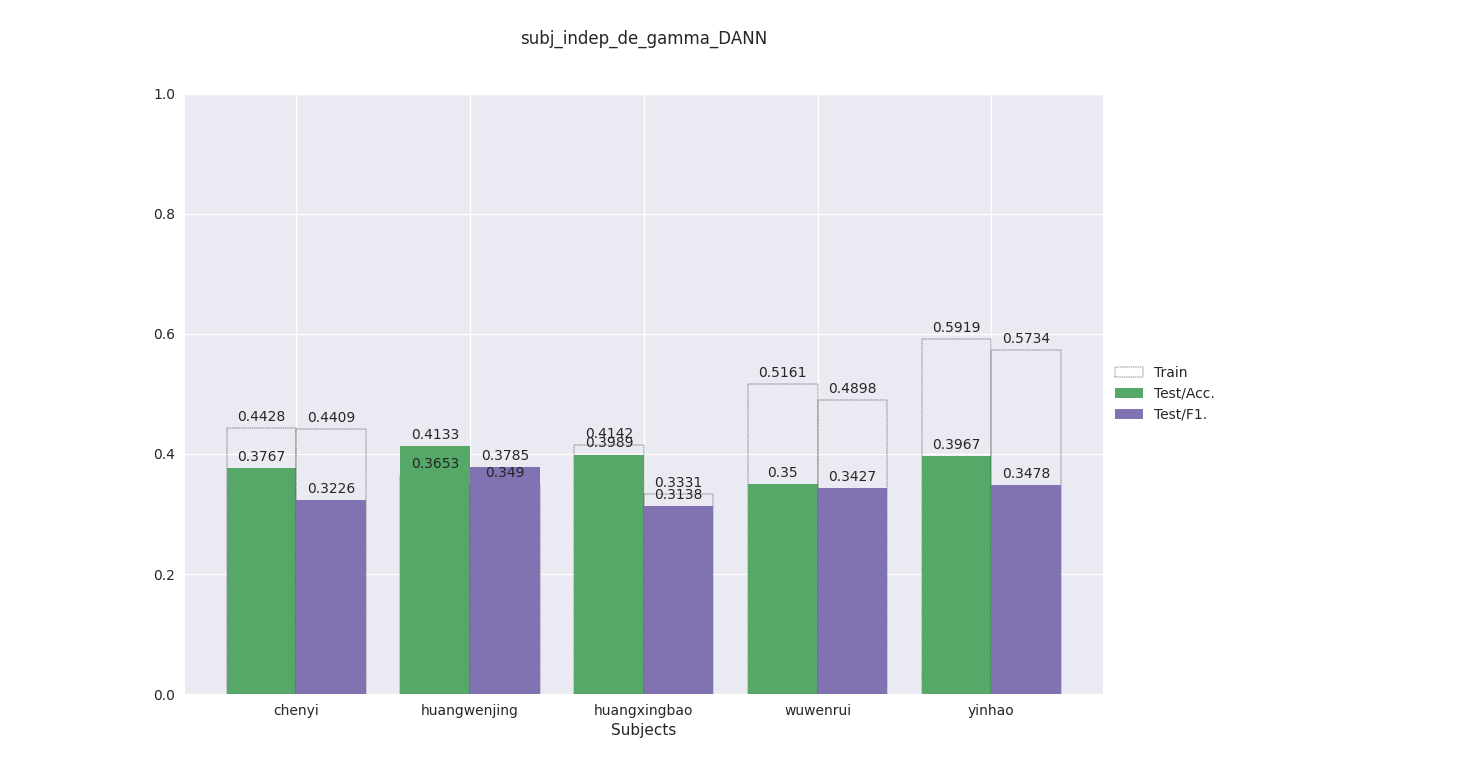 subj_indep_de_gamma_DANN
1.0
0.8
0.6
0.4
0.2
0.0
0.4428
0.4409
0.3767
0.3226
0.4133
0.3653
0.3785
0.349
0.4142
0.3989
0.3331
0.3138
0.5161
0.4898
0.35
0.3427
0.5919
0.5734
0.3967
0.3478
chenyi
huangwenjing
huangxingbao
wuwenrui
yinhao
Subjects
Train
Test/Acc.
Test/F1.